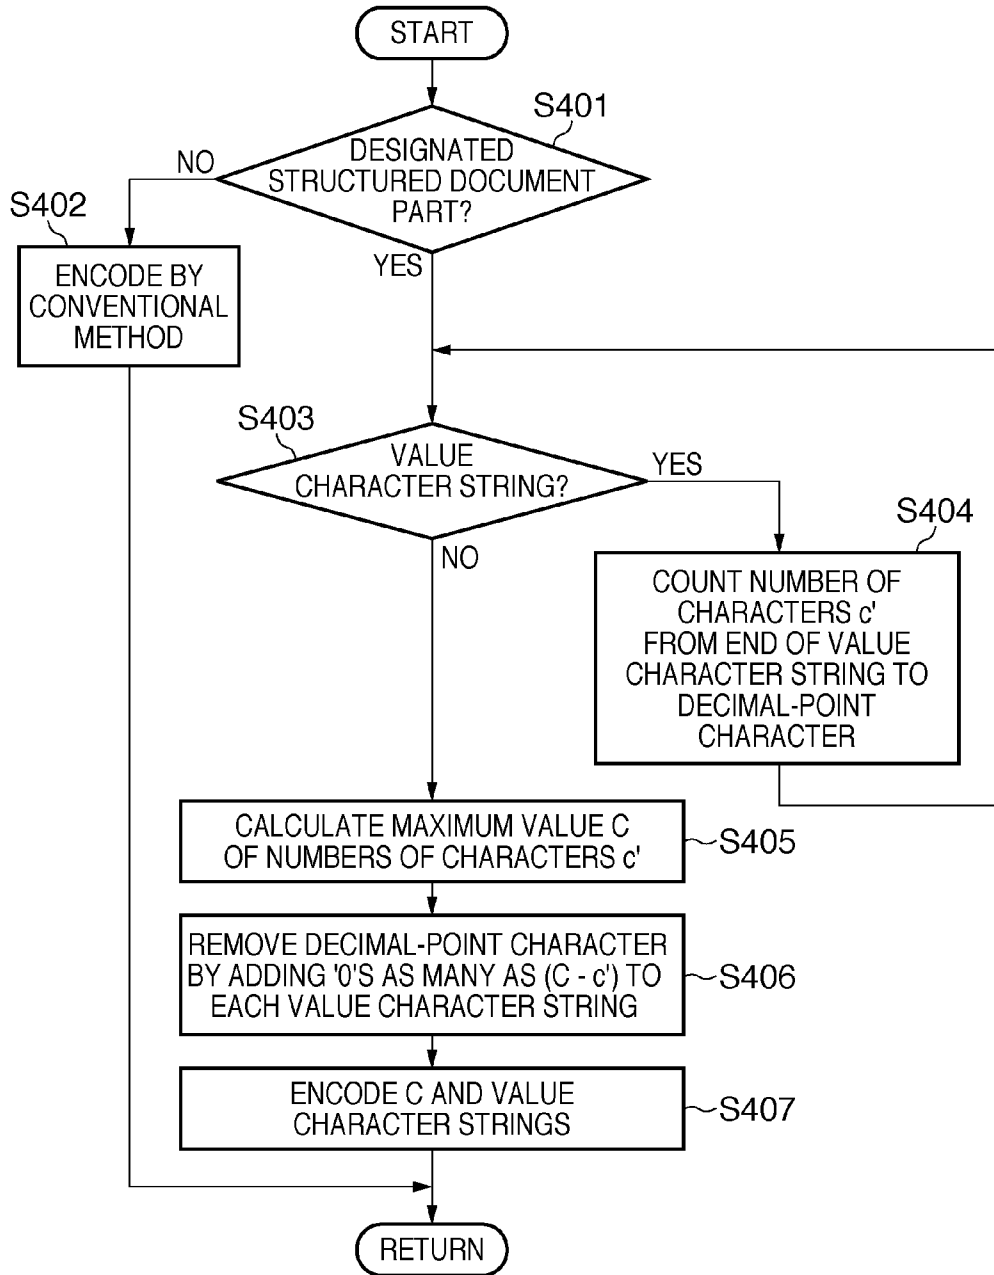 START
S401
DESIGNATED
STRUCTURED DOCUMENT
PART?
NO
YES
S402
ENCODE BY
CONVENTIONAL
METHOD
S403
VALUE
CHARACTER STRING?
YES
NO
S404
COUNT NUMBER OF
CHARACTERS c'
FROM END OF VALUE
CHARACTER STRING TO
DECIMAL-POINT
CHARACTER
CALCULATE MAXIMUM VALUE C
OF NUMBERS OF CHARACTERS c'
S405
REMOVE DECIMAL-POINT CHARACTER
BY ADDING '0'S AS MANY AS (C - c') TO
EACH VALUE CHARACTER STRING
S406
ENCODE C AND VALUE
CHARACTER STRINGS
S407
RETURN